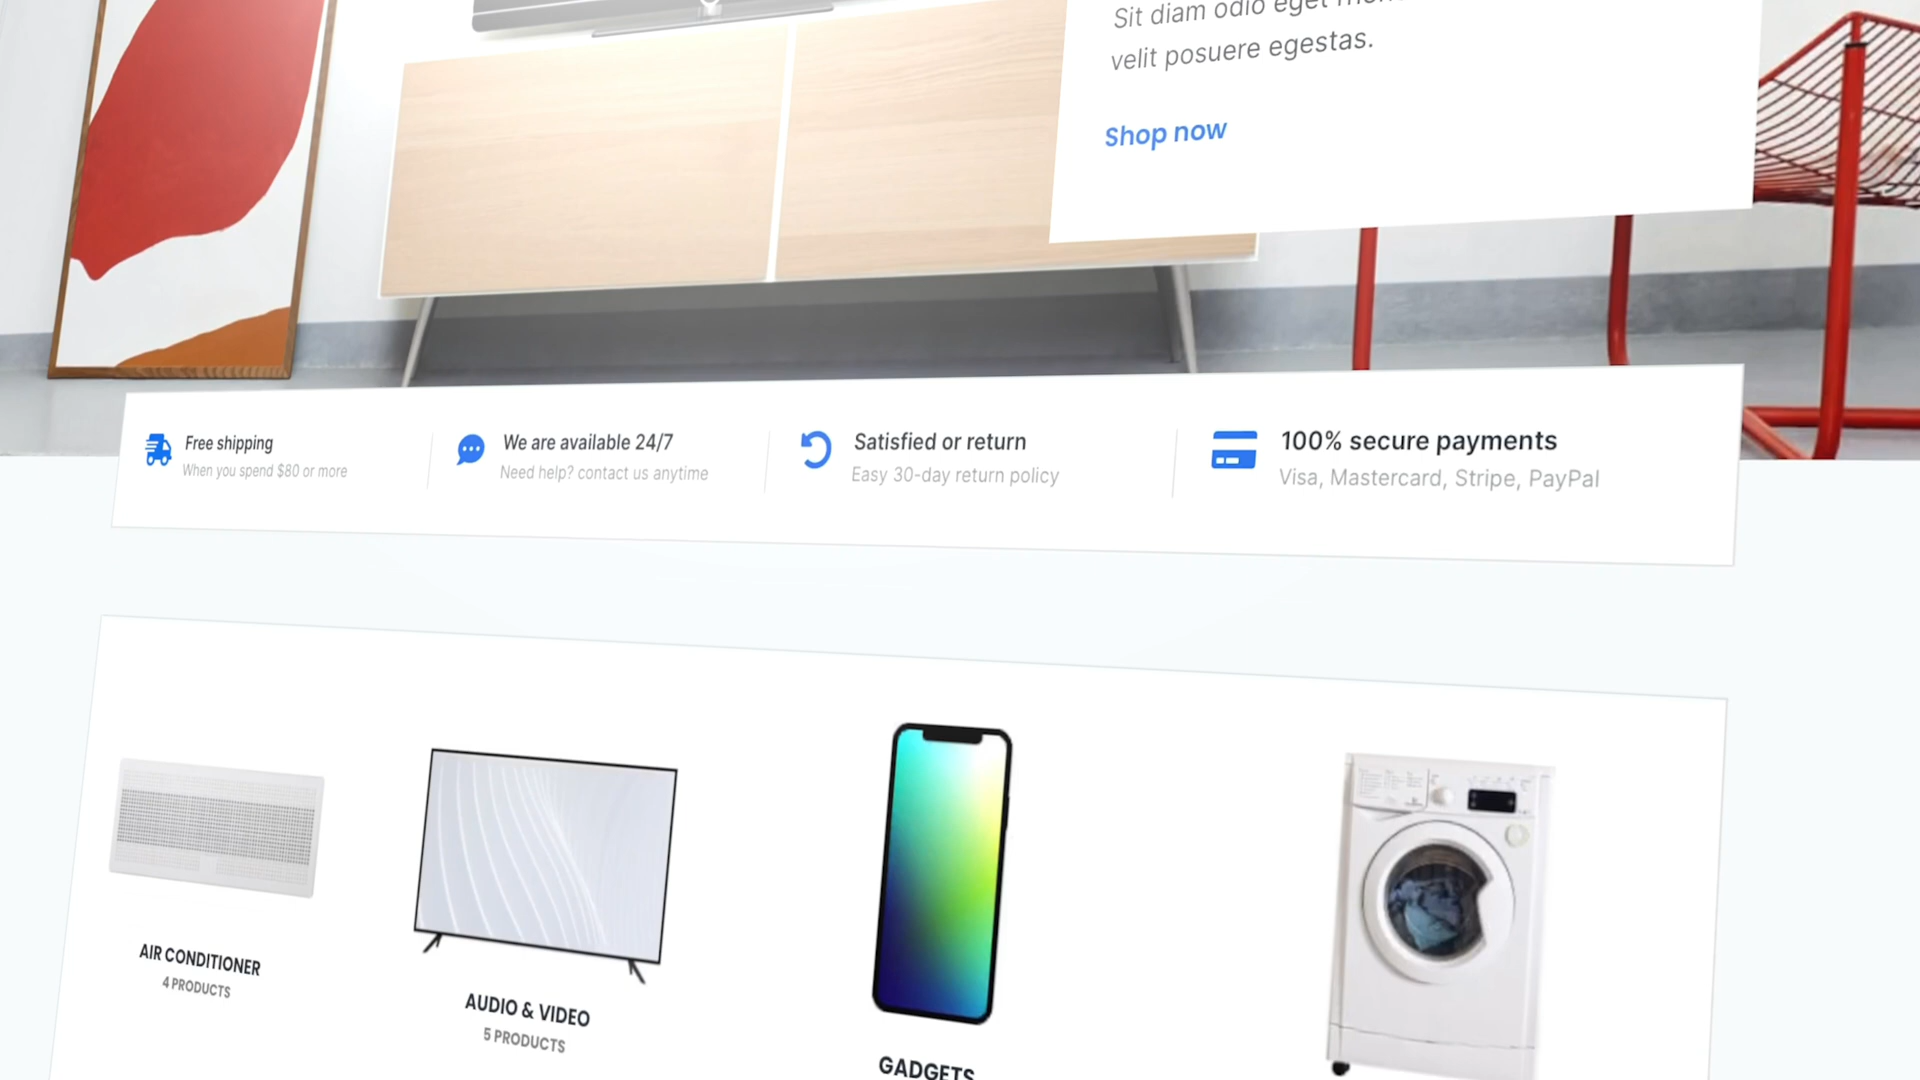 Sit diam odio eget
velit posuere egestas.
Shop now
Free shipping
When you spend $80 or more
We are available 24/7
Need help? contact us anytime
Satisfied or return
Easy 30-day return policy
100% secure payments
Visa, Mastercard, Stripe, PayPal
AIR CONDITIONER
4 PRODUCTS
AUDIO & VIDEO
5 PRODUCTS
GADGETS